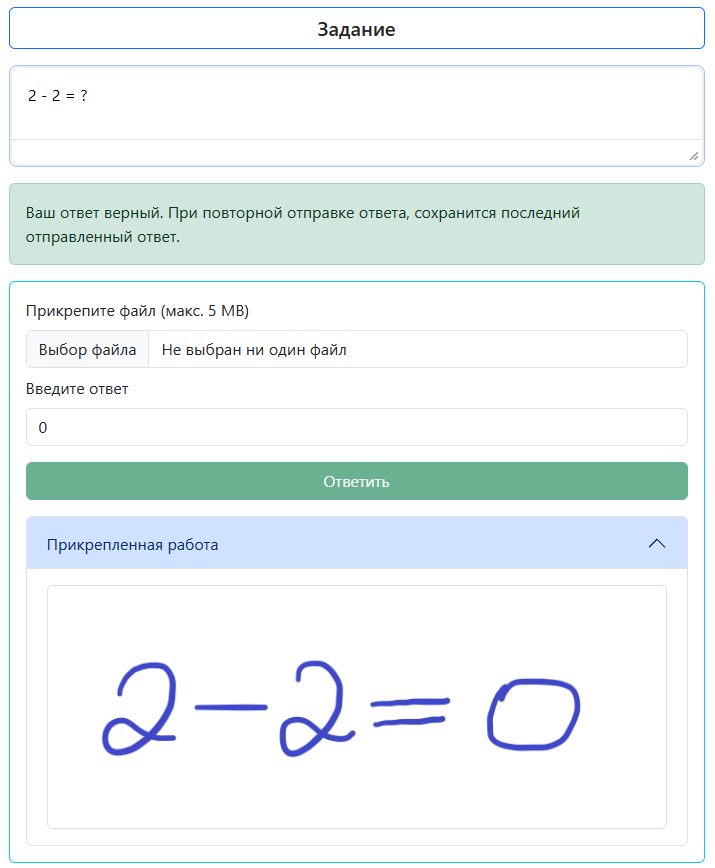 Задание
2 - 2 = ?
Ваш ответ верный. При повторной отправке ответа, сохранится последний
отправленный ответ.
Прикрепите файл (макс. 5 MB)
Выбор файла Не выбран ни один файл
Введите ответ
0
Ответить
Прикрепленная работа
2 - 2 = 0